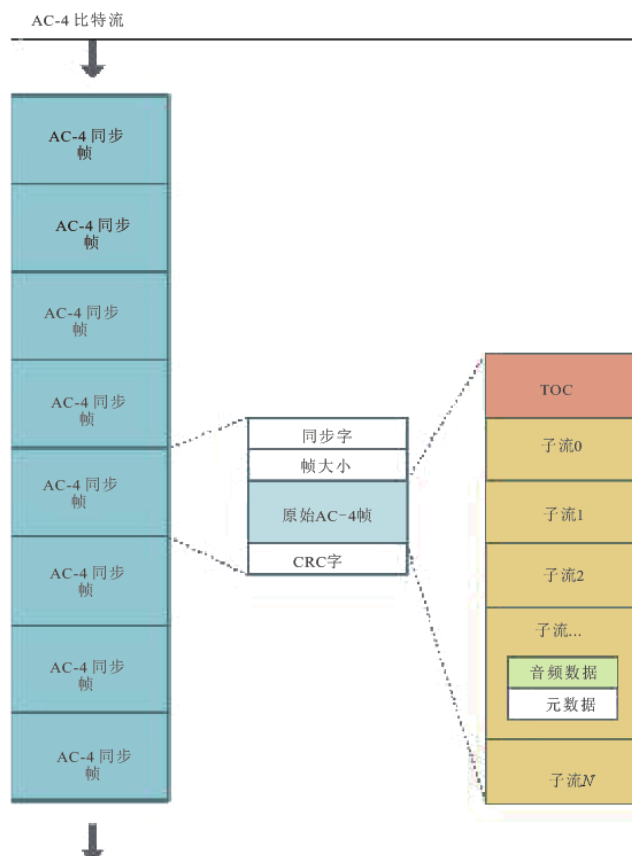 AC-4 比特流
AC-4 同步
帧
AC-4 同步
帧
AC-4 同步
帧
AC-4 同步
帧
AC-4 同步
帧
AC-4 同步
帧
AC-4 同步
帧
AC-4 同步
帧
同步字
帧大小
原始AC-4帧
CRC字
TOC
子流0
子流1
子流2
子流...
音频数据
元数据
子流N